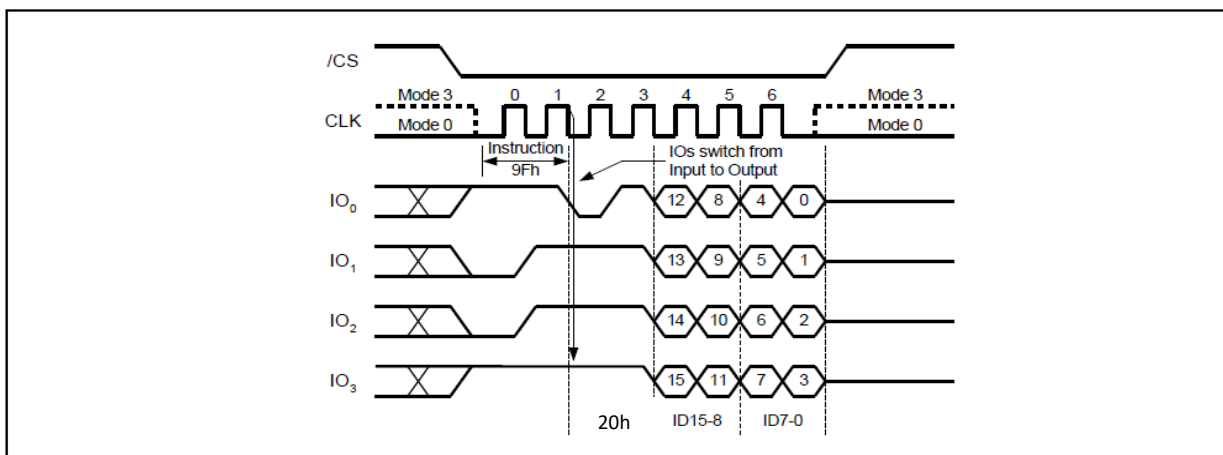 /CS
Mode 3 0 1 2 3 4 5 6 Mode 3
CLK
Mode 0 Mode 0
Instruction
9Fh
IOs switch from
Input to Output
IO0 12 8 4 0
IO1 13 9 5 1
IO2 14 10 6 2
IO3 15 11 7 3
20h ID15-8 ID7-0